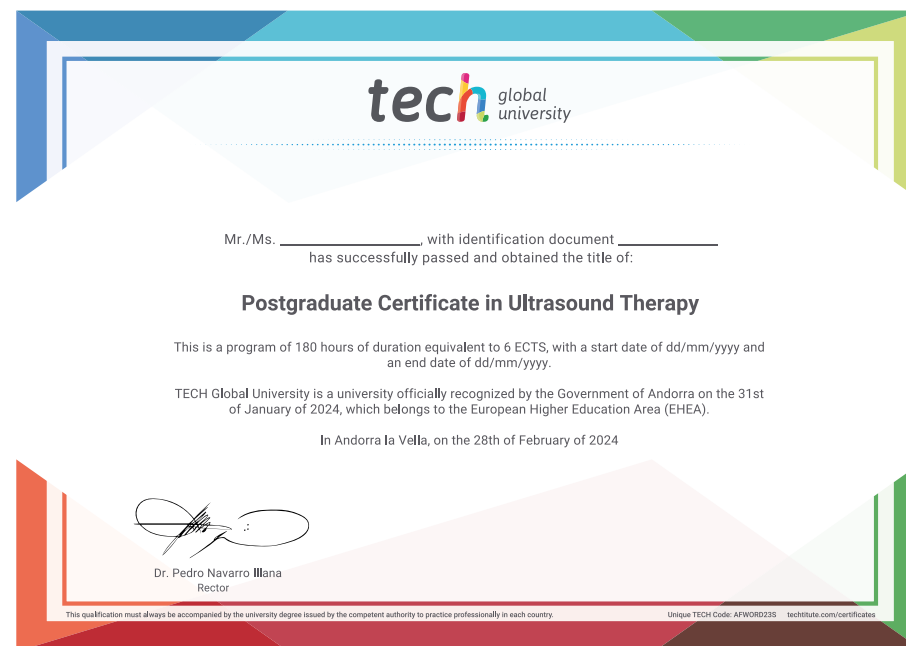 tech global
university
Mr./Ms. ____________________, with identification document ______________
has successfully passed and obtained the title of:
Postgraduate Certificate in Ultrasound Therapy
This is a program of 180 hours of duration equivalent to 6 ECTS, with a start date of dd/mm/yyyy and
an end date of dd/mm/yyyy.
TECH Global University is a university officially recognized by the Government of Andorra on the 31st
of January of 2024, which belongs to the European Higher Education Area (EHEA).
In Andorra la Vella, on the 28th of February of 2024
Dr. Pedro Navarro Illana
Rector
This qualification must always be accompanied by the university degree issued by the competent authority to practice professionally in each country.
Unique TECH Code: AFWORD23S techtitute.com/certificates